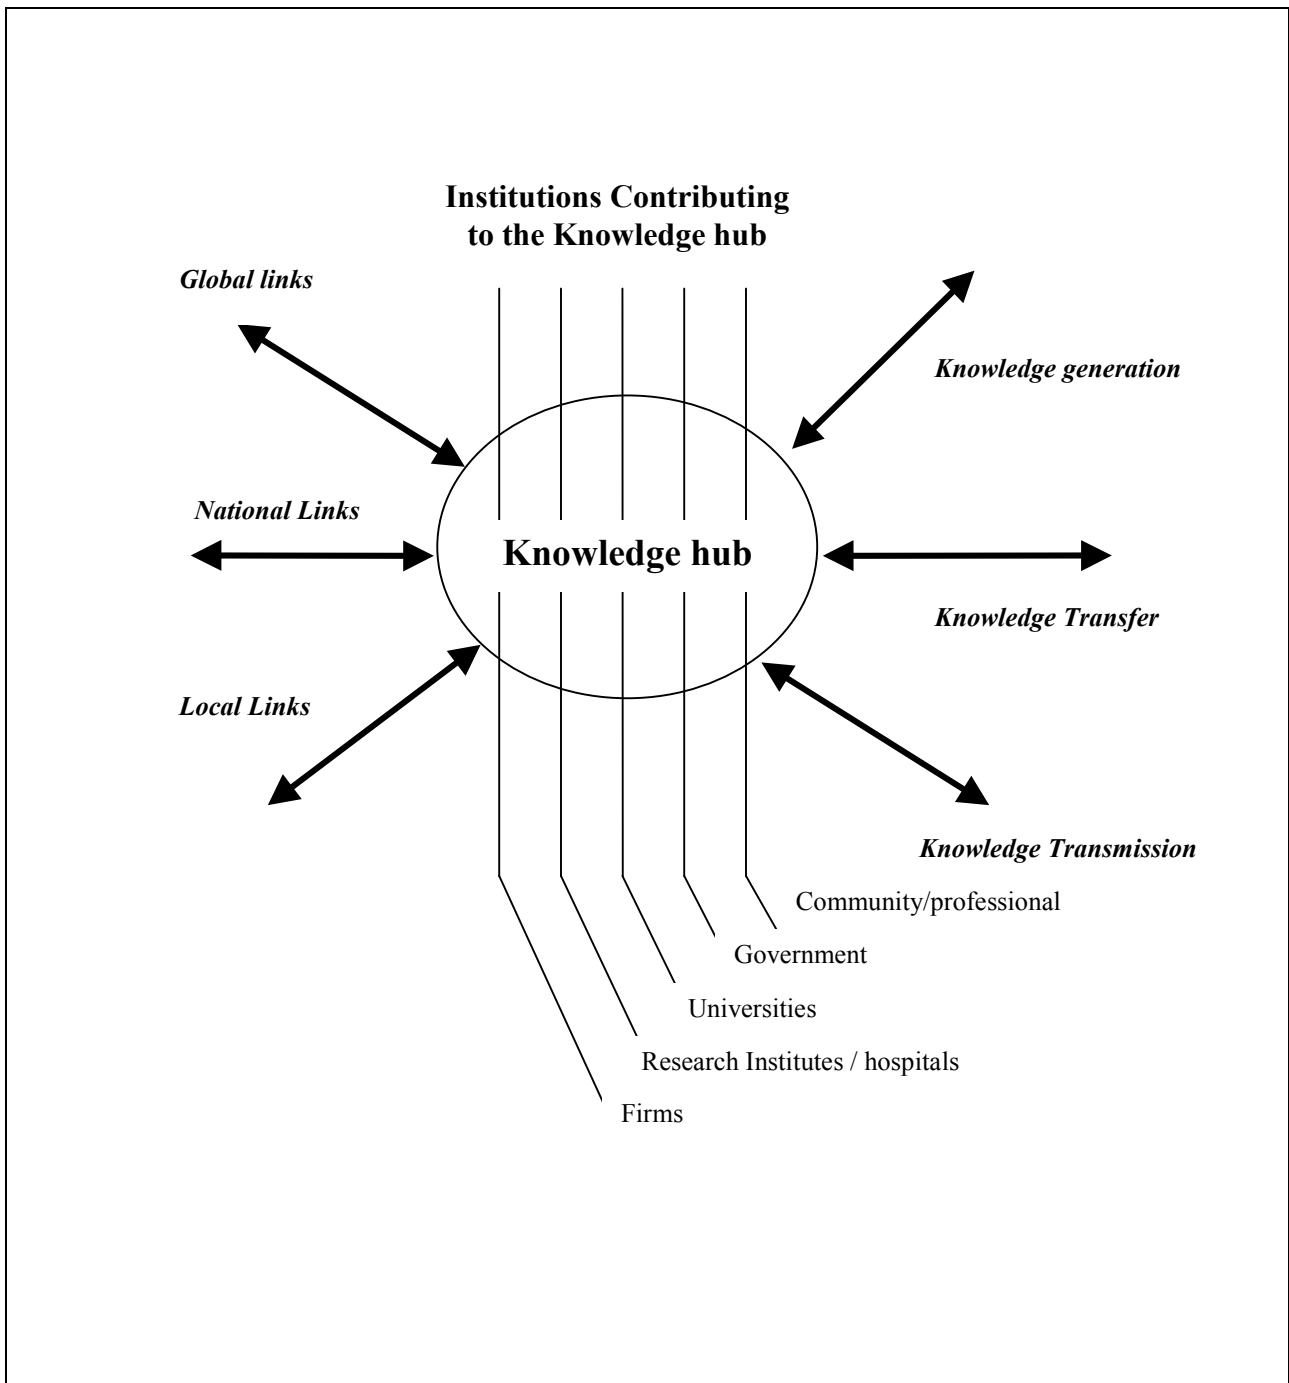 Institutions Contributing
to the Knowledge hub
Global links
Knowledge generation
National Links
Knowledge hub
Knowledge Transfer
Local Links
Knowledge Transmission
Community/professional
Government
Universities
Research Institutes / hospitals
Firms